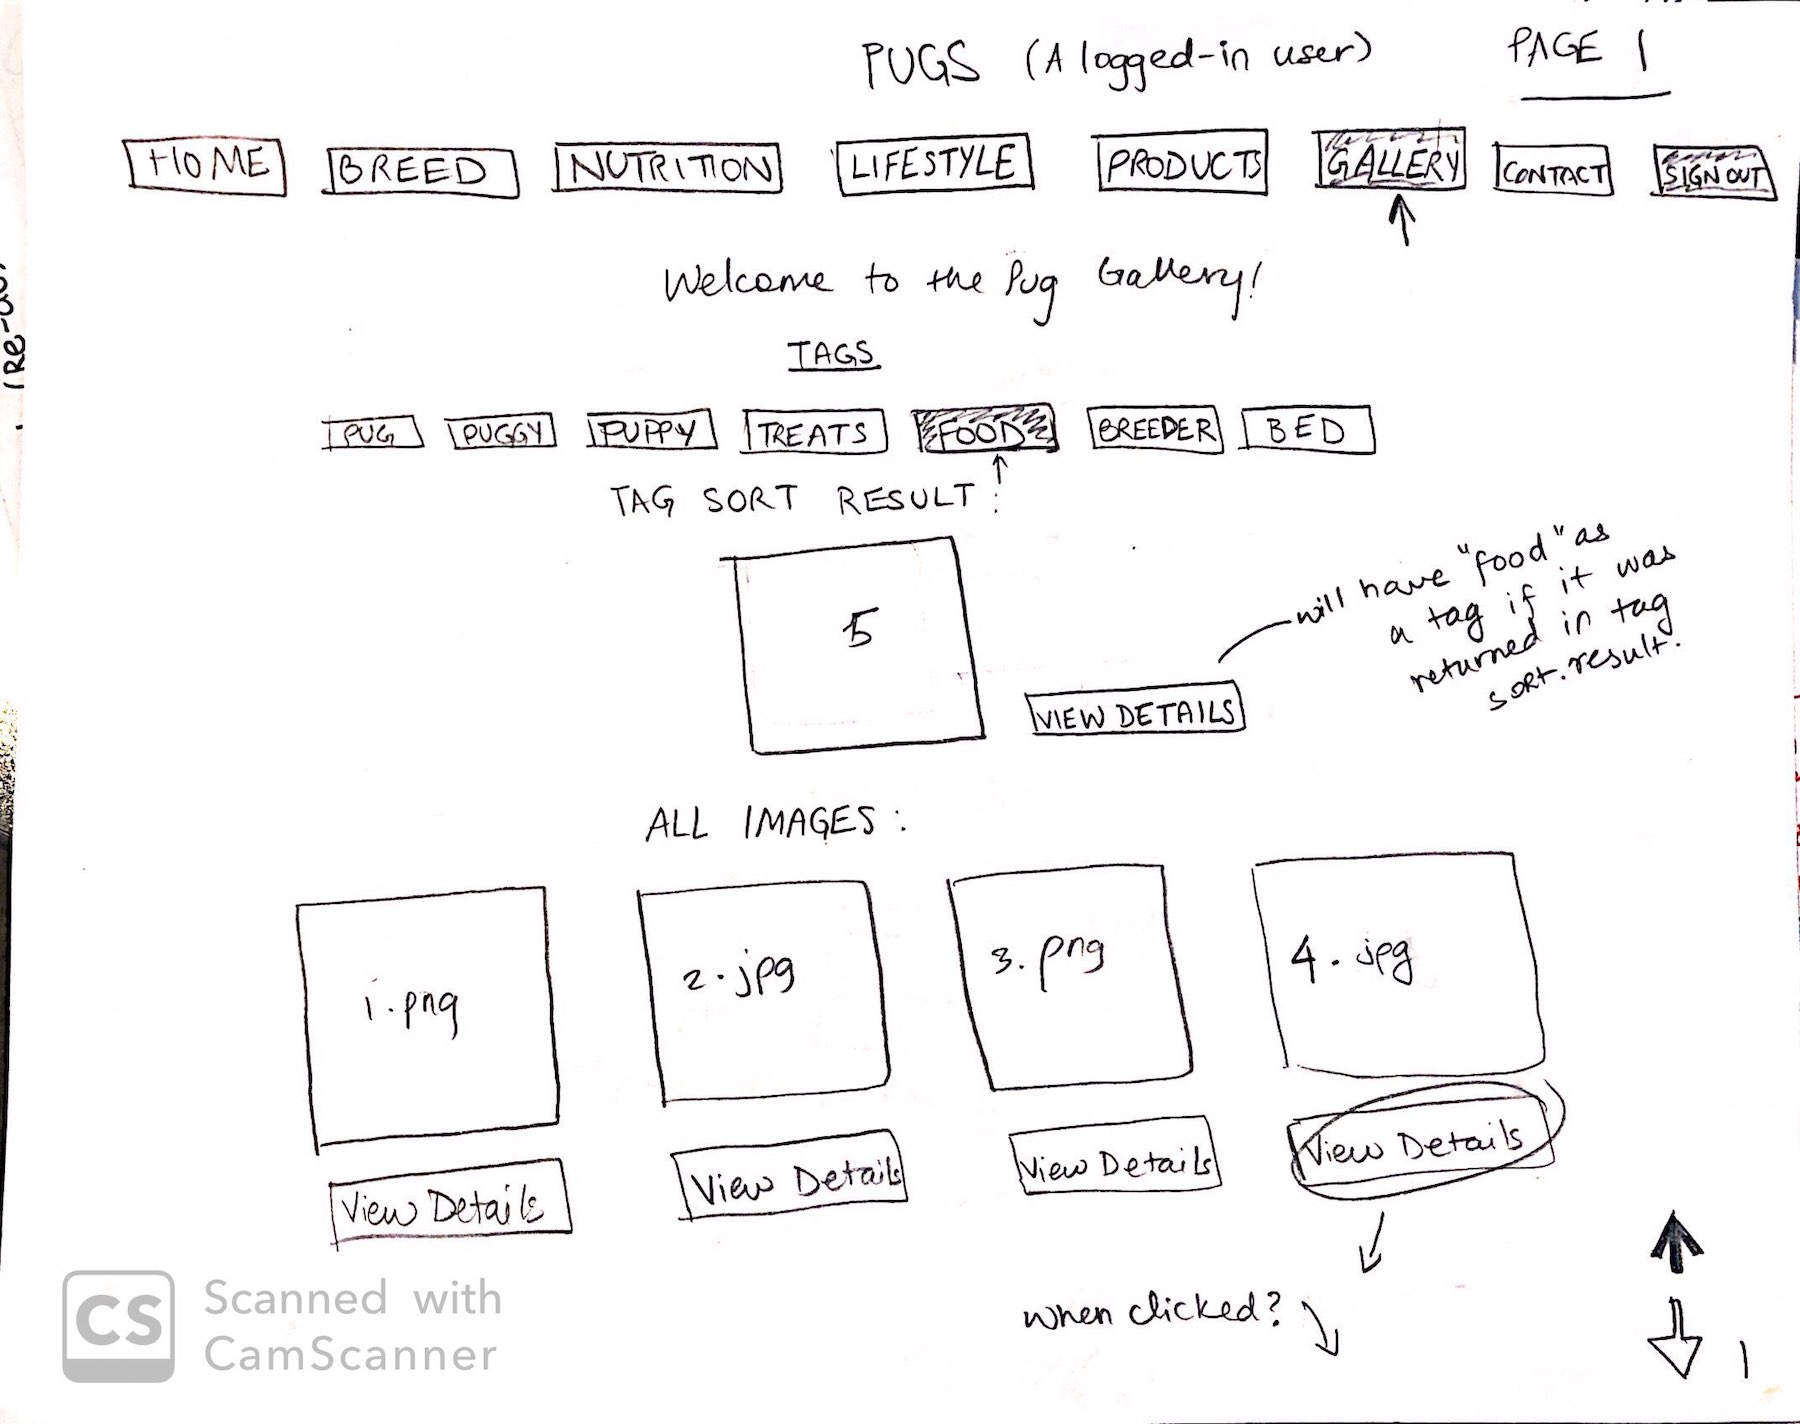 PUGS (A logged-in user) PAGE 1
HOME BREED NUTRITION LIFESTYLE PRODUCTS GALLERY CONTACT SIGN OUT
Welcome to the Pug Gallery!
TAGS
PUG PUGGY PUPPY TREATS FOOD BREEDER BED
TAG SORT RESULT:
5
VIEW DETAILS
will have "food" as
a tag if it was
returned in tag
sort. result.
ALL IMAGES:
1.png 2.jpg 3.png 4.jpg
View Details View Details View Details View Details
when clicked?
1
CS Scanned with
CamScanner